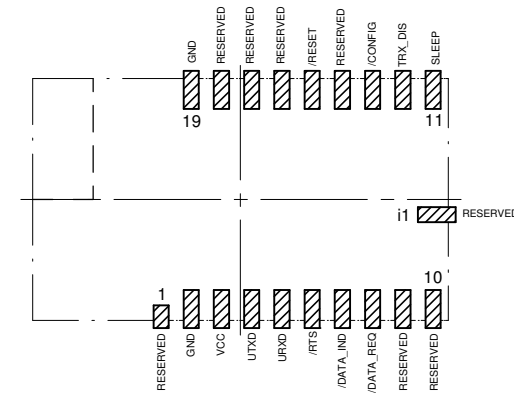 GND
RESERVED
RESERVED
RESERVED
/RESET
RESERVED
/CONFIG
TRX_DIS
SLEEP
19
11
i1
RESERVED
1
10
RESERVED
GND
VCC
UTXD
URXD
/RTS
/DATA_IND
/DATA_REQ
RESERVED
RESERVED